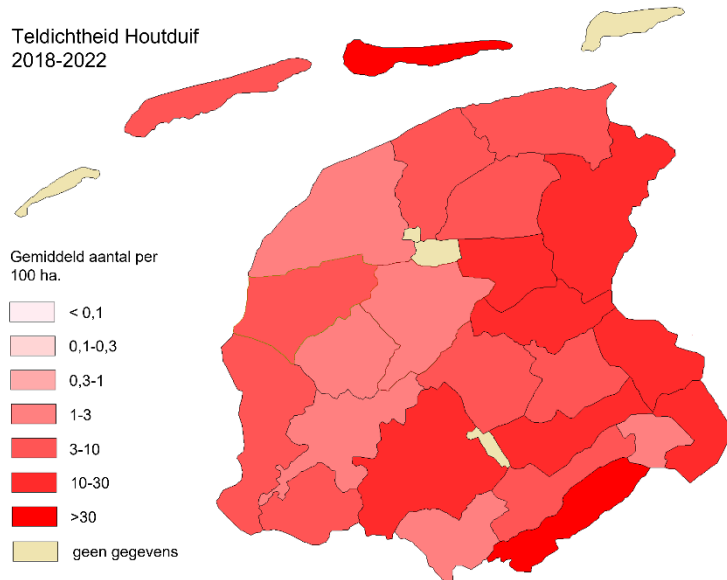 Teldichtheid Houtduif
2018-2022
Gemiddeld aantal per
100 ha.
< 0,1
0,1-0,3
0,3-1
1-3
3-10
10-30
>30
geen gegevens